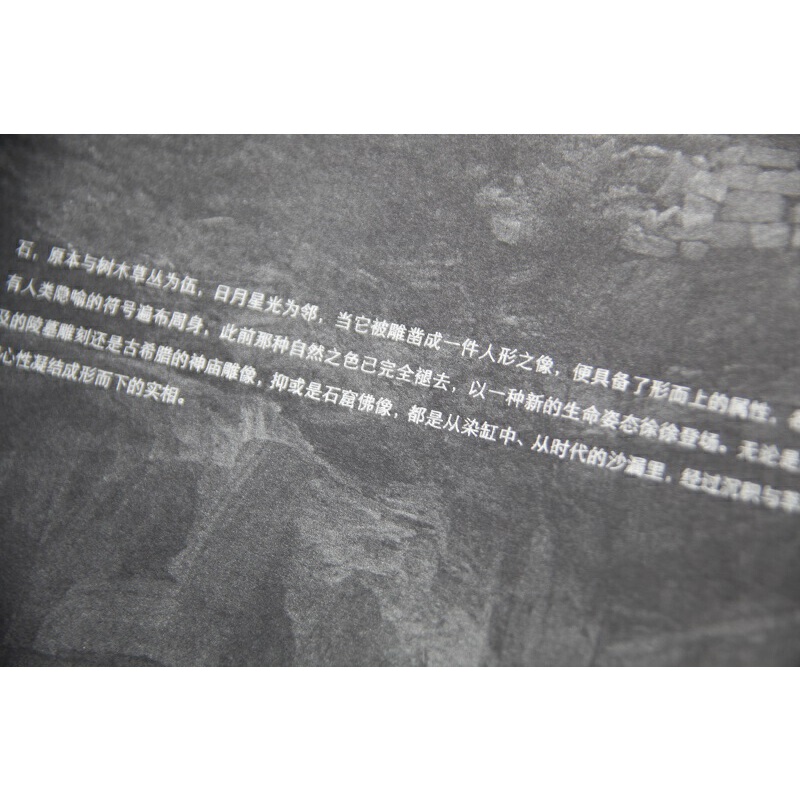 石，原本与树木草丛为伍，日月星光为邻，当它被雕凿成一件人形之像，便具备了形而上的属性，
有人类隐喻的符号遍布周身，此前那种自然之色已完全褪去，以一种新的生命姿态徐徐登场。无论是
及的陵墓雕刻还是古希腊的神庙雕像，抑或是石窟佛像，都是从染缸中、从时代的沙漏里，经过沉积与
心性凝结成形而下的实相。